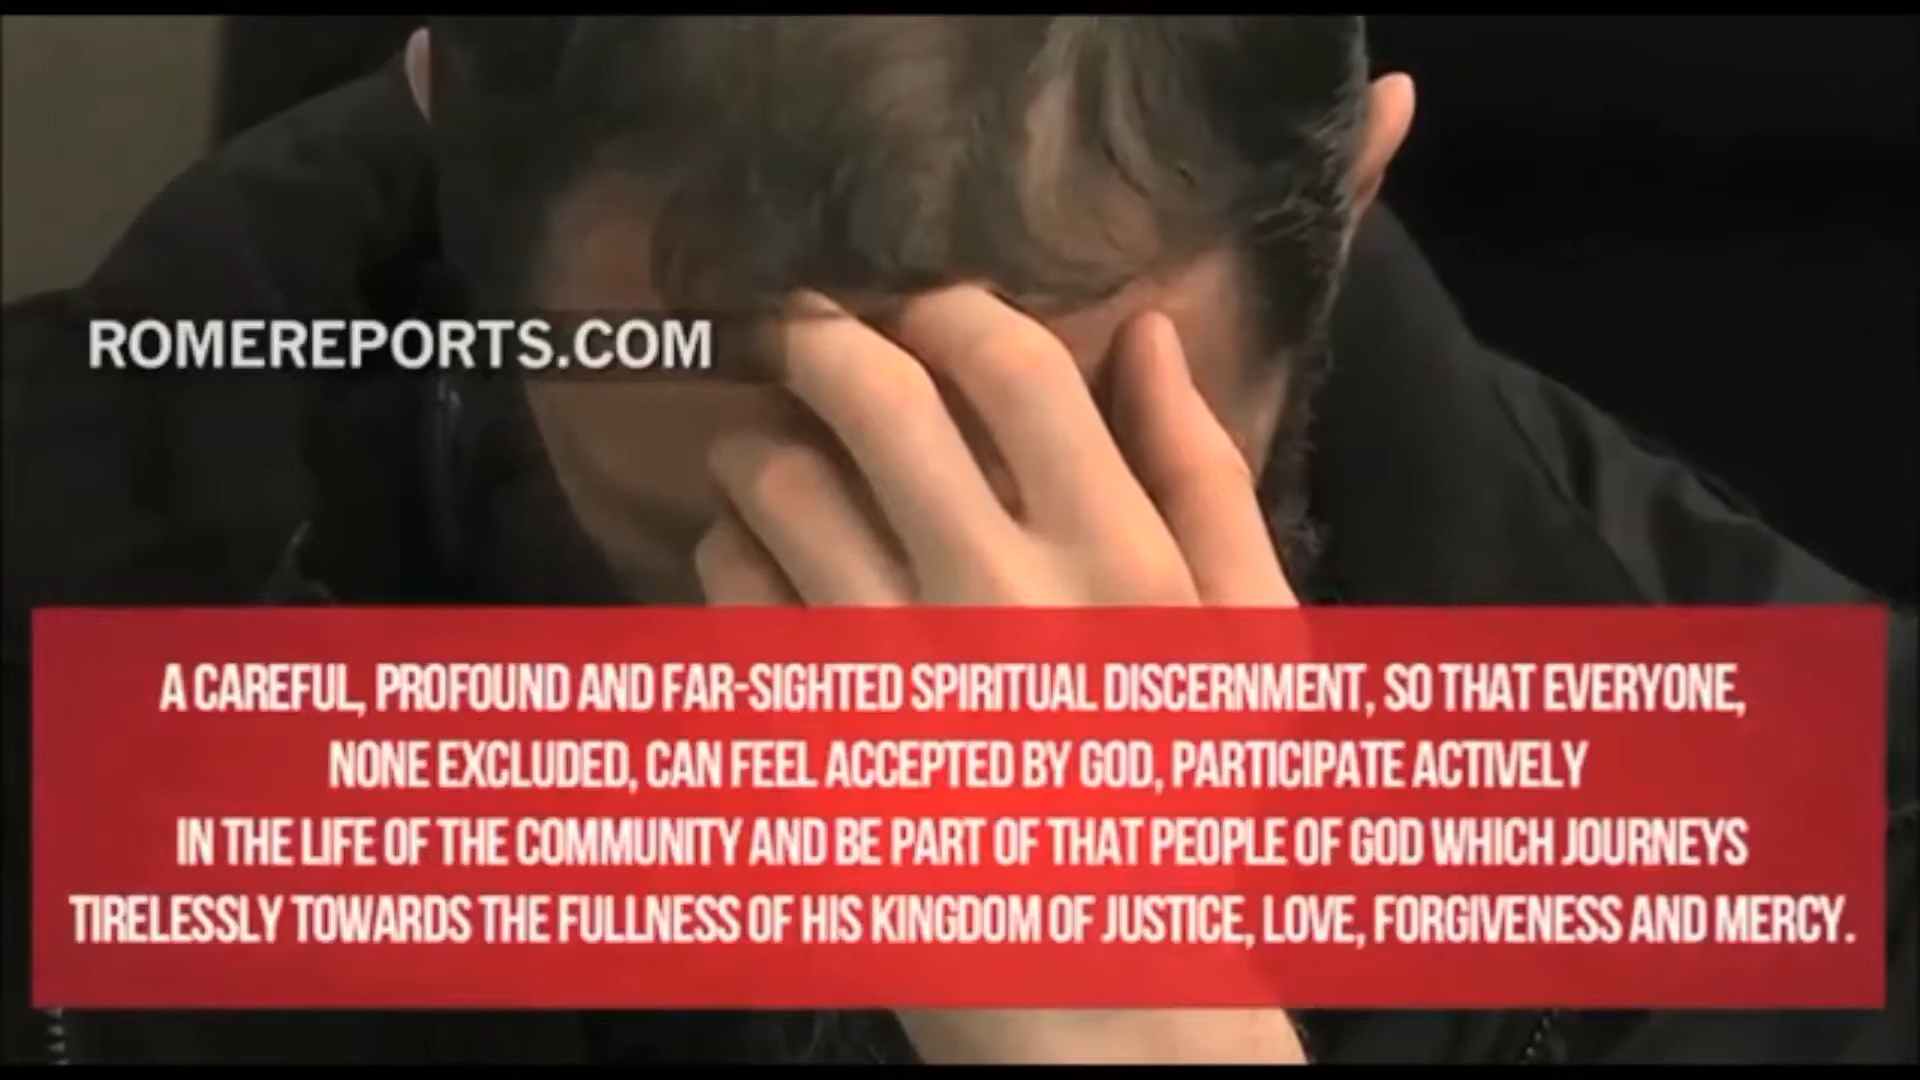 ROMEREPORTS.COM
A CAREFUL, PROFOUND AND FAR-SIGHTED SPIRITUAL DISCERNMENT, SO THAT EVERYONE,
NONE EXCLUDED, CAN FEEL ACCEPTED BY GOD, PARTICIPATE ACTIVELY
IN THE LIFE OF THE COMMUNITY AND BE PART OF THAT PEOPLE OF GOD WHICH JOURNEYS
TIRELESSLY TOWARDS THE FULLNESS OF HIS KINGDOM OF JUSTICE, LOVE, FORGIVENESS AND MERCY.